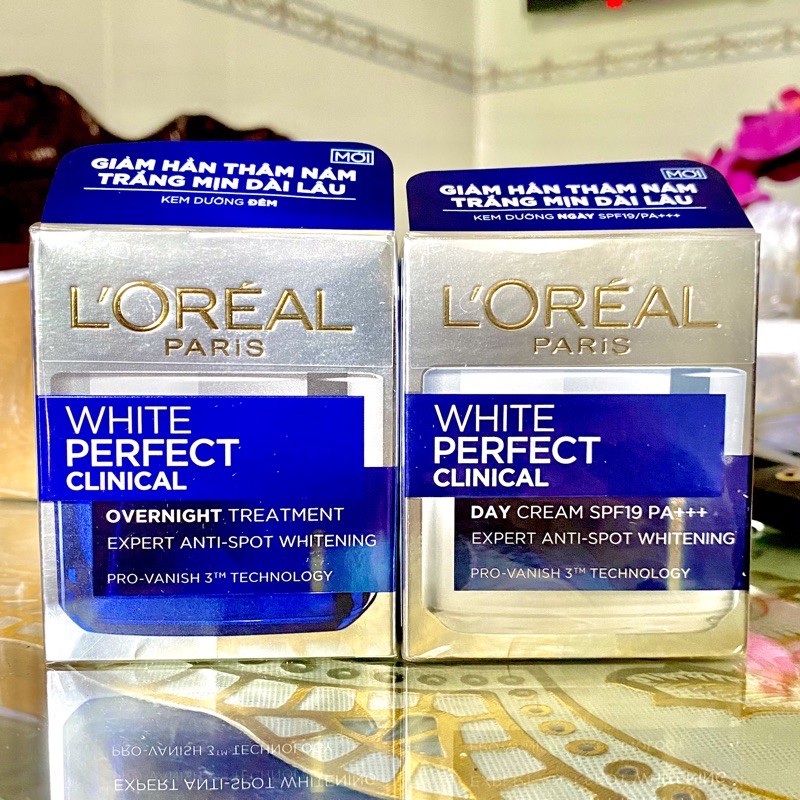 MỚI
GIẢM HẲN THÂM NÁM
TRẮNG MỊN DÀI LÂU
KEM DƯỠNG ĐÊM
L'ORÉAL
PARiS
WHITE
PERFECT
CLINICAL
OVERNIGHT TREATMENT
EXPERT ANTI-SPOT WHITENING
PRO-VANISH 3™ TECHNOLOGY
MỚI
GIẢM HẲN THÂM NÁM
TRẮNG MỊN DÀI LÂU
KEM DƯỠNG NGÀY SPF19/PA+++
L'ORÉAL
PARiS
WHITE
PERFECT
CLINICAL
DAY CREAM SPF19 PA+++
EXPERT ANTI-SPOT WHITENING
PRO-VANISH 3™ TECHNOLOGY